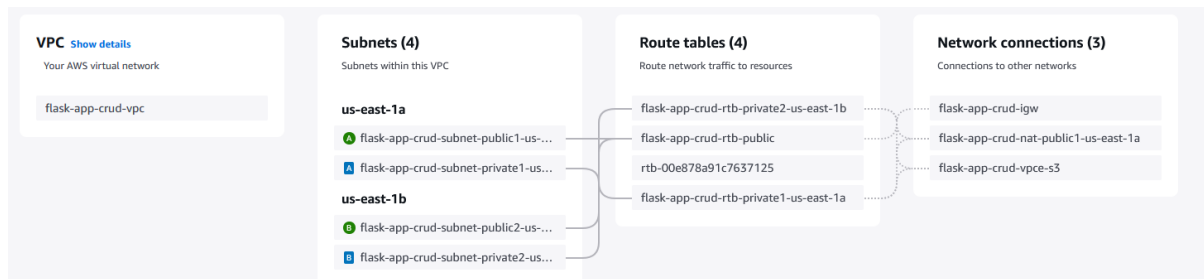 VPC Show details
Your AWS virtual network
flask-app-crud-vpc
Subnets (4)
Subnets within this VPC
us-east-1a
A flask-app-crud-subnet-public1-us-...
A flask-app-crud-subnet-private1-us...
us-east-1b
B flask-app-crud-subnet-public2-us-...
B flask-app-crud-subnet-private2-us...
Route tables (4)
Route network traffic to resources
flask-app-crud-rtb-private2-us-east-1b
flask-app-crud-rtb-public
rtb-00e878a91c7637125
flask-app-crud-rtb-private1-us-east-1a
Network connections (3)
Connections to other networks
flask-app-crud-igw
flask-app-crud-nat-public1-us-east-1a
flask-app-crud-vpce-s3